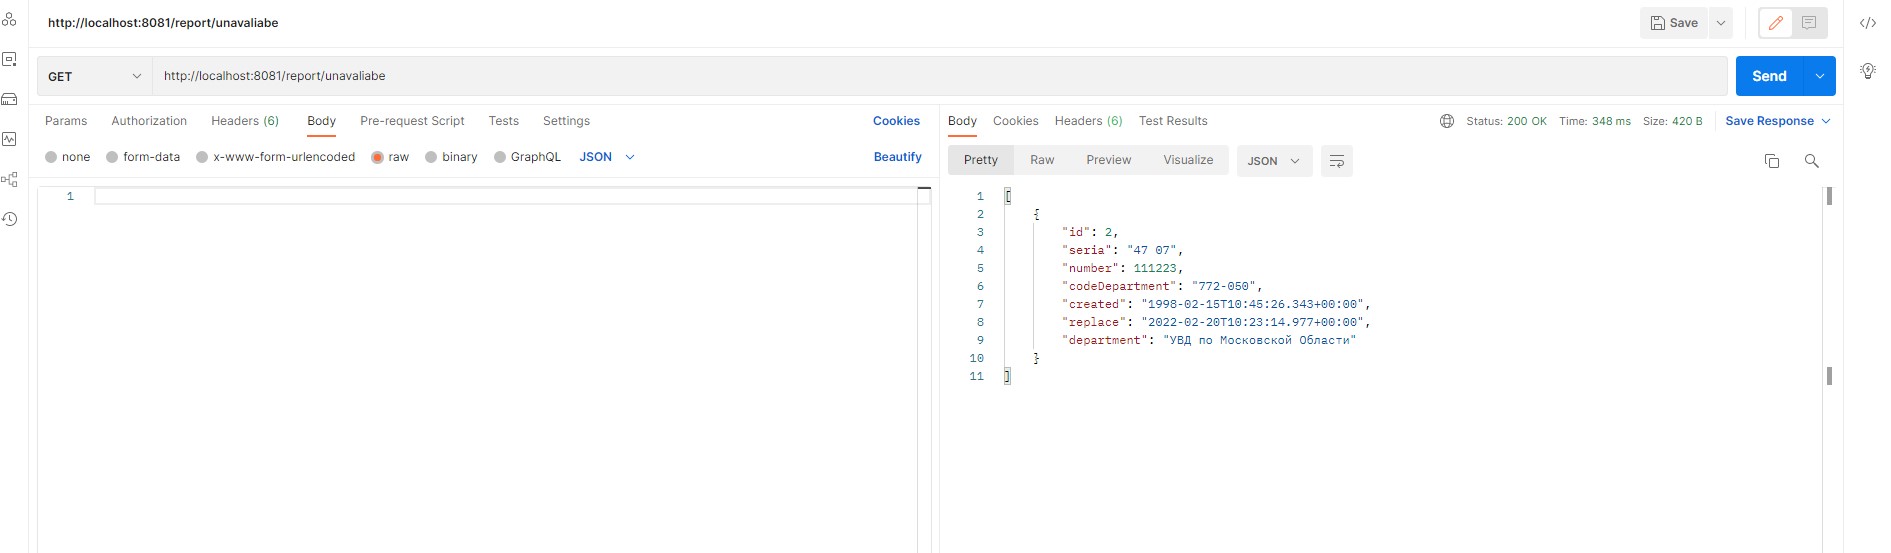 http://localhost:8081/report/unavaliabe
Save
GET
http://localhost:8081/report/unavaliabe
Send
Params Authorization Headers (6) Body Pre-request Script Tests Settings Cookies
none form-data x-www-form-urlencoded raw binary GraphQL JSON Beautify
1
Body Cookies Headers (6) Test Results Status: 200 OK Time: 348 ms Size: 420 B Save Response
Pretty Raw Preview Visualize JSON
1 [
2 {
3 "id": 2,
4 "seria": "47 07",
5 "number": 111223,
6 "codeDepartment": "772-050",
7 "created": "1998-02-15T10:45:26.343+00:00",
8 "replace": "2022-02-20T10:23:14.977+00:00",
9 "department": "УВД по Московской Области"
10 }
11 ]